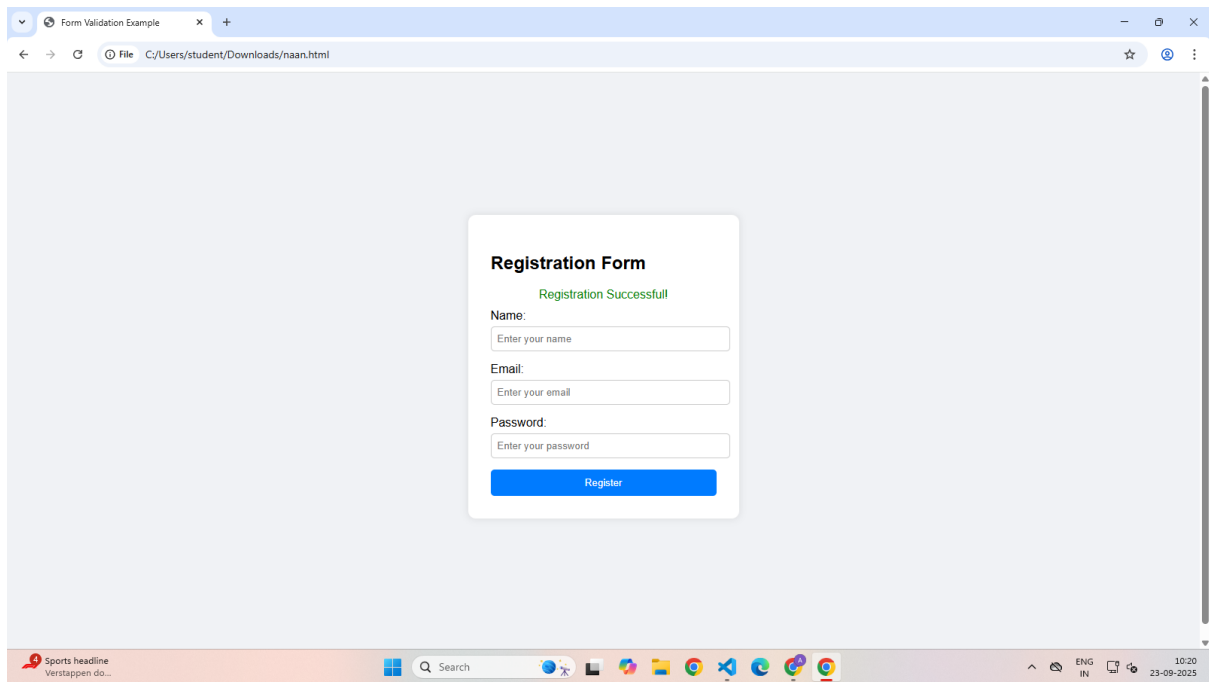 Form Validation Example
File C:/Users/student/Downloads/naan.html
Registration Form
Registration Successful!
Name:
Enter your name
Email:
Enter your email
Password:
Enter your password
Register
4
Sports headline
Verstappen do...
Search
A
ENG
IN
10:20
23-09-2025